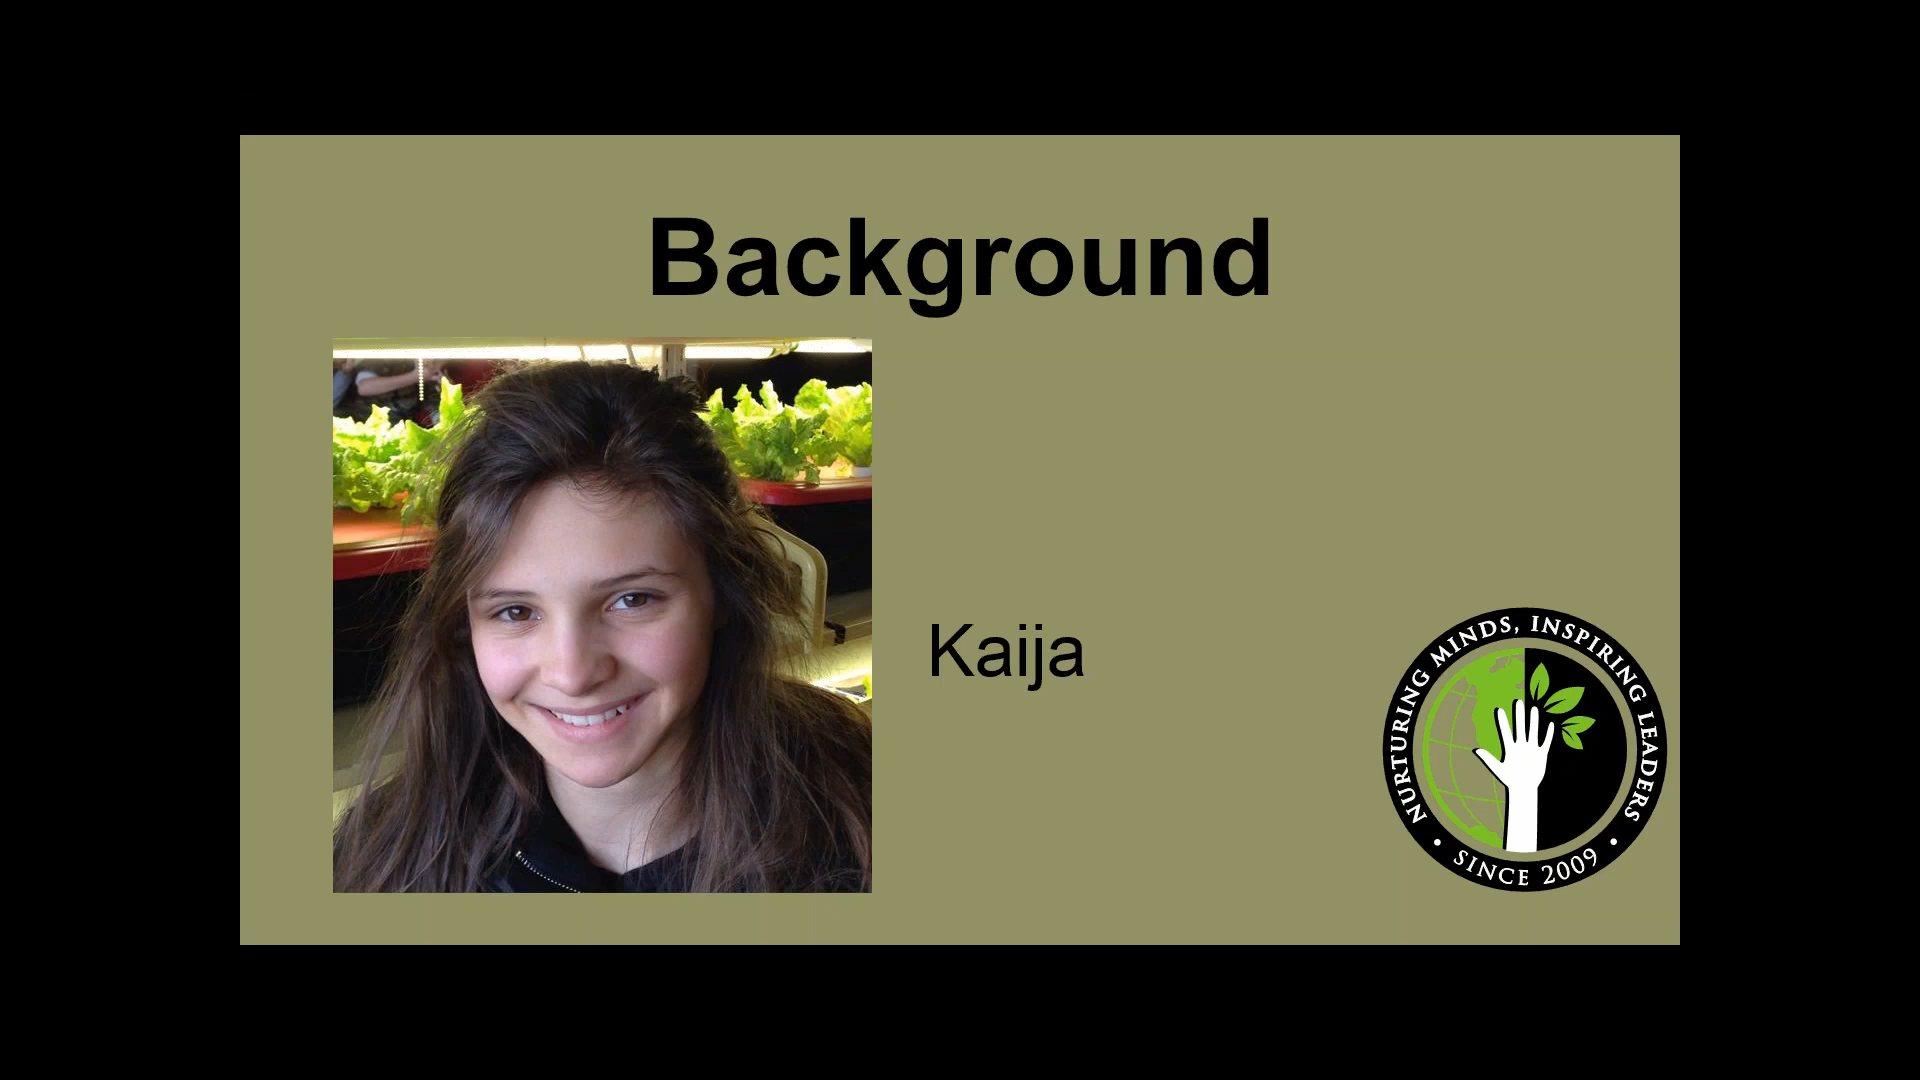 Background
Kaija
NURTURING MINDS, INSPIRING LEADERS
• SINCE 2009 •